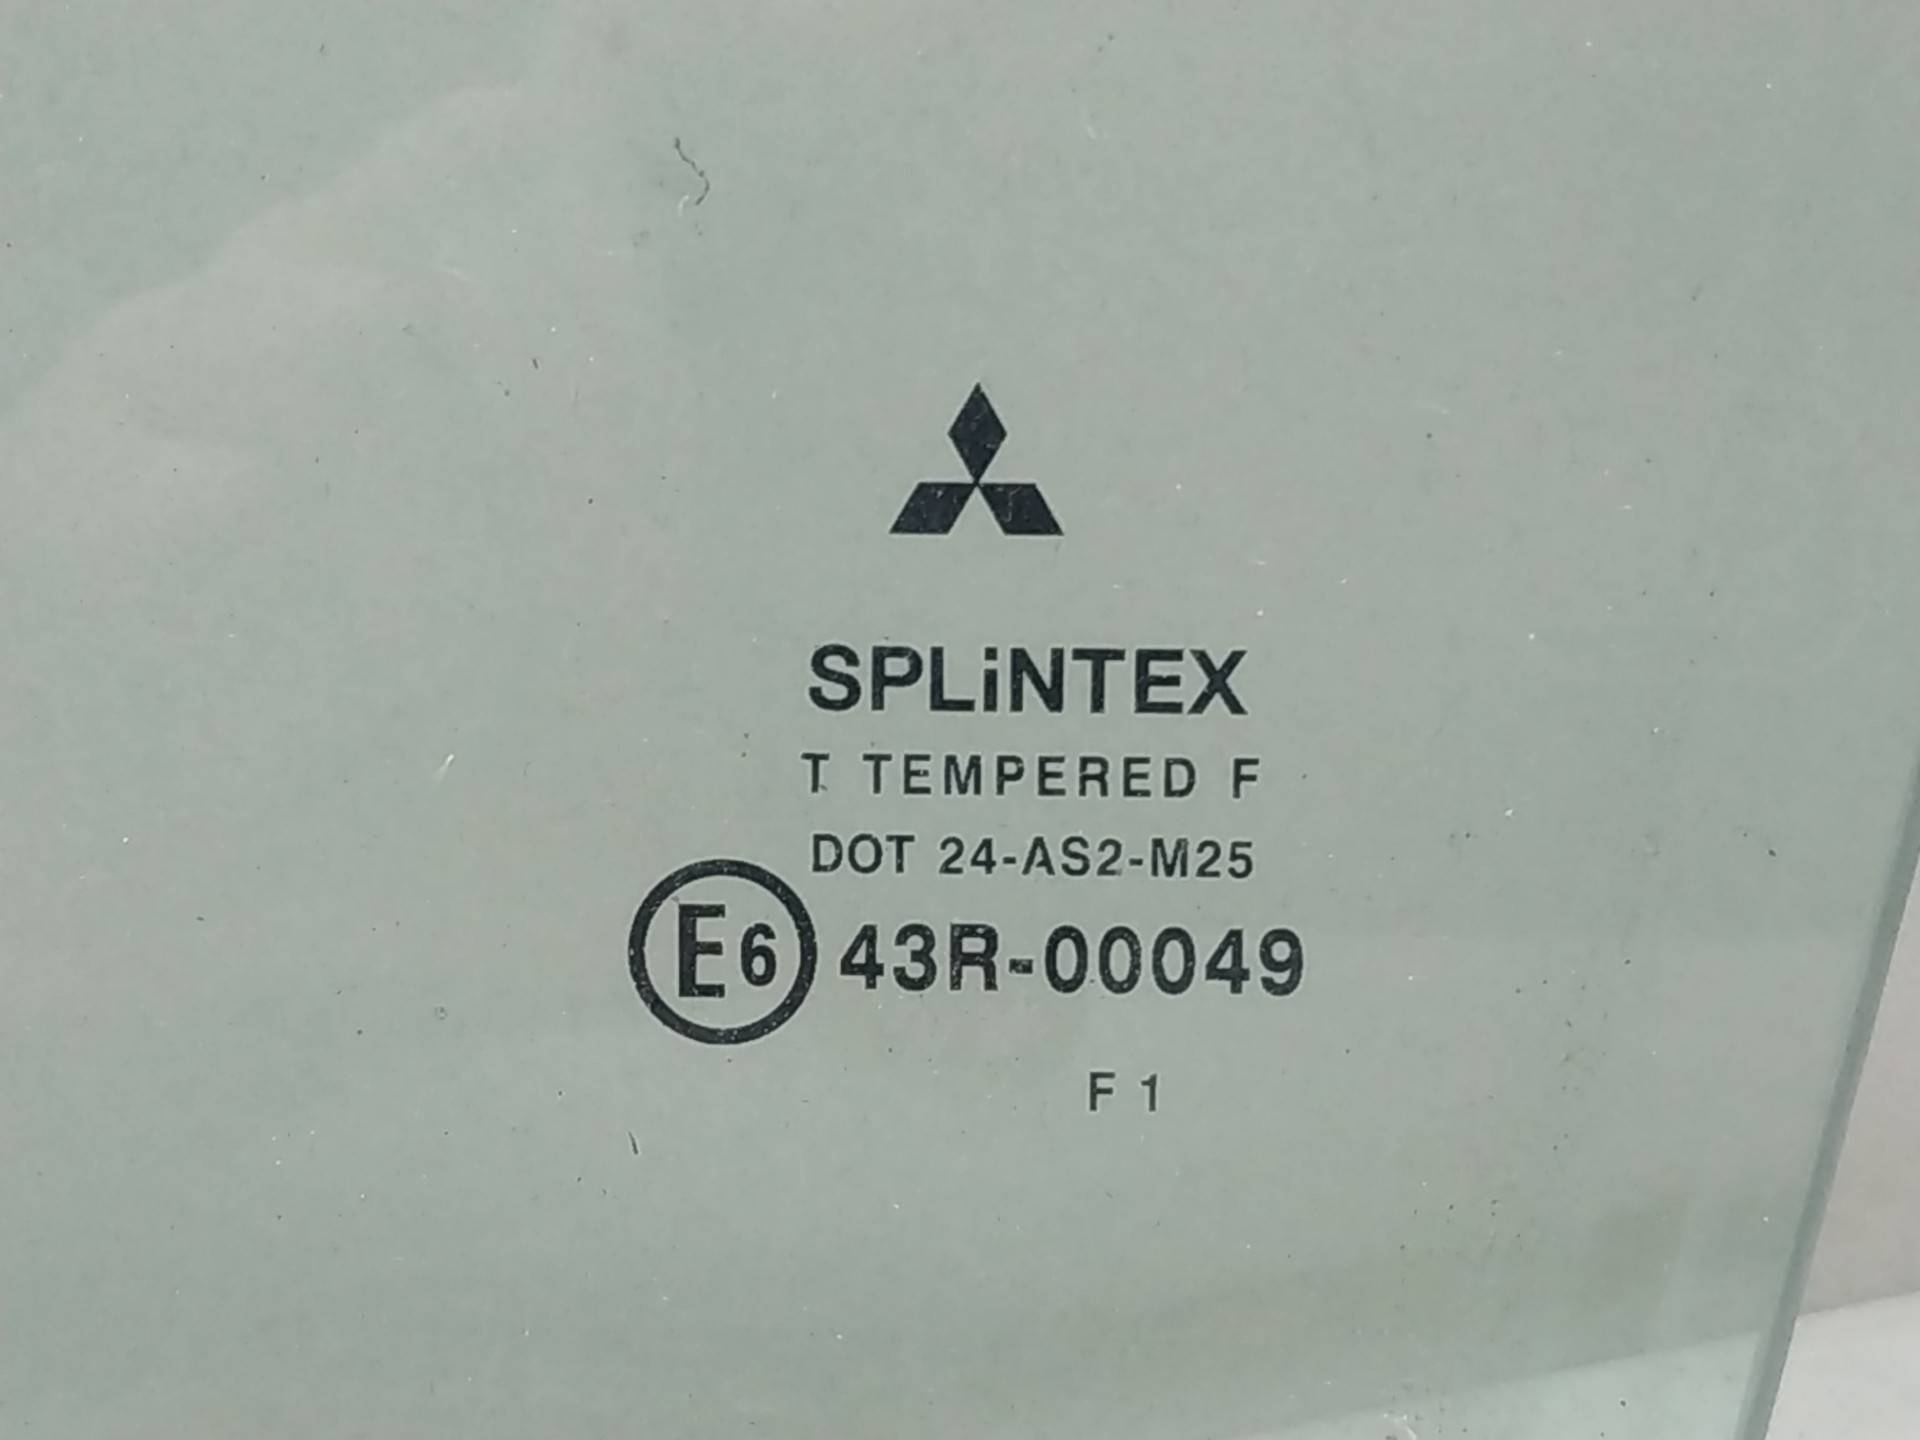 SPLiNTEX
T TEMPERED F
DOT 24-AS2-M25
E6 43R-00049
F 1